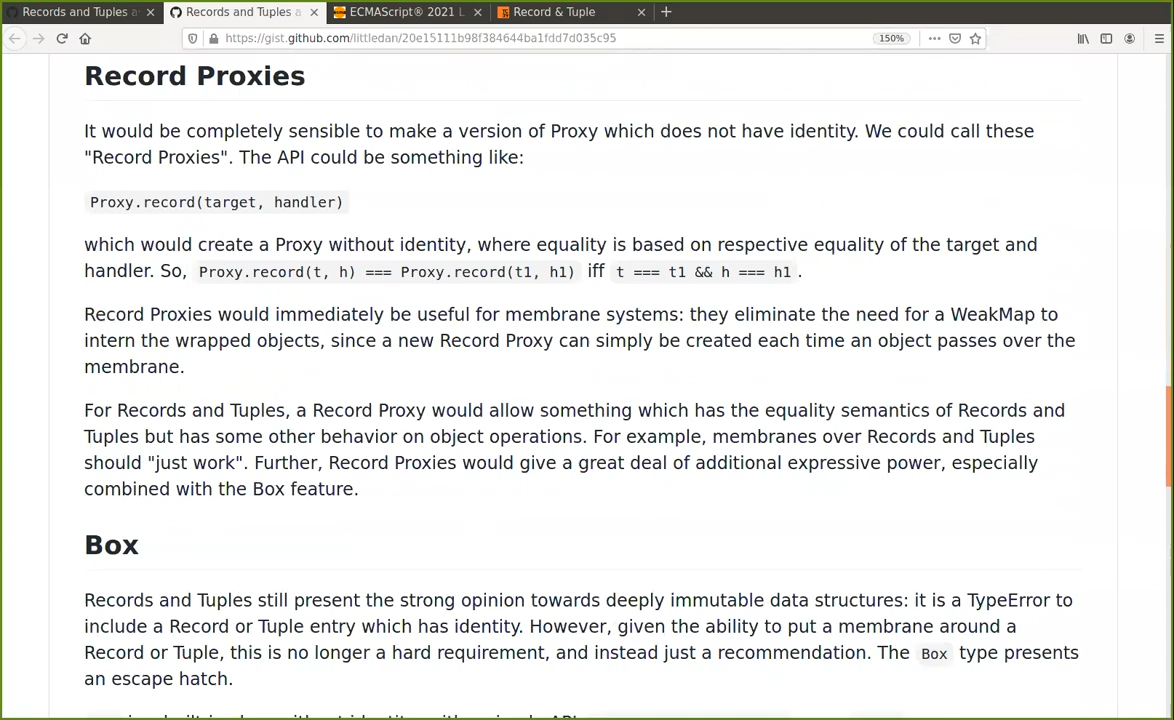 Records and Tuples a
Records and Tuples a
ECMAScript® 2021 L
Record & Tuple
https://gist.github.com/littledan/20e15111b98f384644ba1fdd7d035c95
150%
Record Proxies
It would be completely sensible to make a version of Proxy which does not have identity. We could call these
"Record Proxies". The API could be something like:
Proxy.record(target, handler)
which would create a Proxy without identity, where equality is based on respective equality of the target and
handler. So, Proxy.record(t, h) === Proxy.record(t1, h1) iff t === t1 && h === h1 .
Record Proxies would immediately be useful for membrane systems: they eliminate the need for a WeakMap to
intern the wrapped objects, since a new Record Proxy can simply be created each time an object passes over the
membrane.
For Records and Tuples, a Record Proxy would allow something which has the equality semantics of Records and
Tuples but has some other behavior on object operations. For example, membranes over Records and Tuples
should "just work". Further, Record Proxies would give a great deal of additional expressive power, especially
combined with the Box feature.
Box
Records and Tuples still present the strong opinion towards deeply immutable data structures: it is a TypeError to
include a Record or Tuple entry which has identity. However, given the ability to put a membrane around a
Record or Tuple, this is no longer a hard requirement, and instead just a recommendation. The Box type presents
an escape hatch.